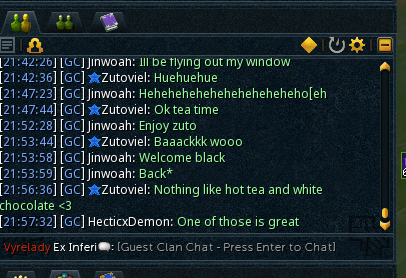 [21:42:26] [GC] Jinwoah: Ill be flying out my window
[21:42:36] [GC] Zutoviel: Huehuehue
[21:47:23] [GC] Jinwoah: Heheheheheheheheheheheho[eh
[21:47:44] [GC] Zutoviel: Ok tea time
[21:52:28] [GC] Jinwoah: Enjoy zuto
[21:53:44] [GC] Zutoviel: Baaackkk wooo
[21:53:58] [GC] Jinwoah: Welcome black
[21:53:59] [GC] Jinwoah: Back*
[21:56:36] [GC] Zutoviel: Nothing like hot tea and white
chocolate <3
[21:57:32] [GC] HecticxDemon: One of those is great
Vyrelady Ex Inferi: [Guest Clan Chat - Press Enter to Chat]